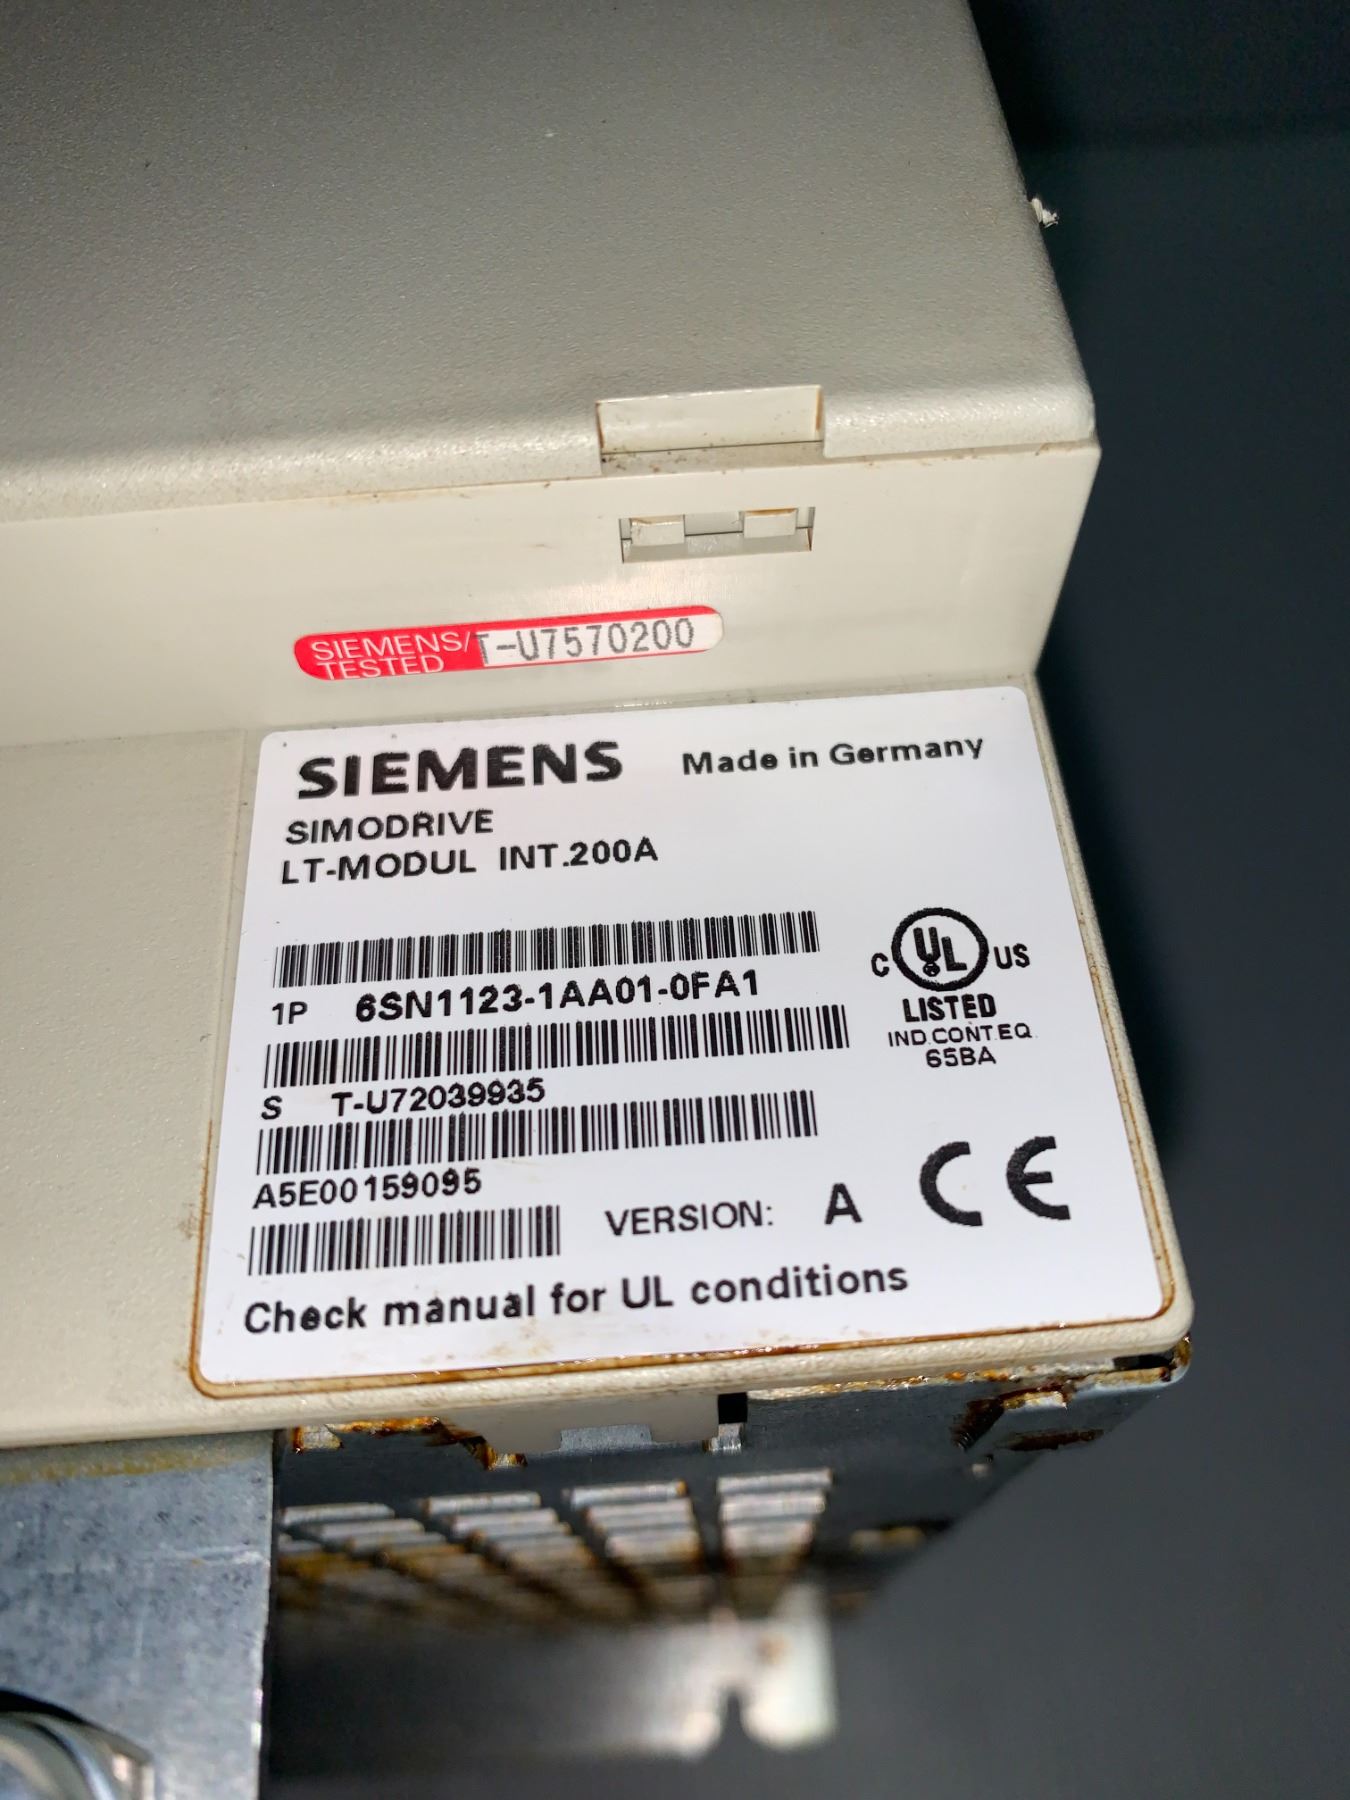 SIEMENS/
TESTED
T-U7570200
SIEMENS Made in Germany
SIMODRIVE
LT-MODUL INT.200A
1P 6SN1123-1AA01-0FA1
C UL US
LISTED
IND.CONT.EQ.
65BA
S T-U72039935
A5E00159095
VERSION: A CE
Check manual for UL conditions